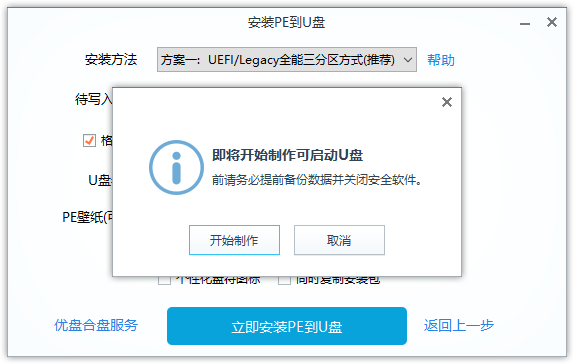 安装PE到U盘
安装方法
方案一：UEFI/Legacy全能三分区方式(推荐)
帮助
待写入
格
U盘
PE壁纸(可
即将开始制作可启动U盘
前请务必提前备份数据并关闭安全软件。
开始制作
取消
个性化盘符图标
同时复制安装包
优盘合盘服务
立即安装PE到U盘
返回上一步